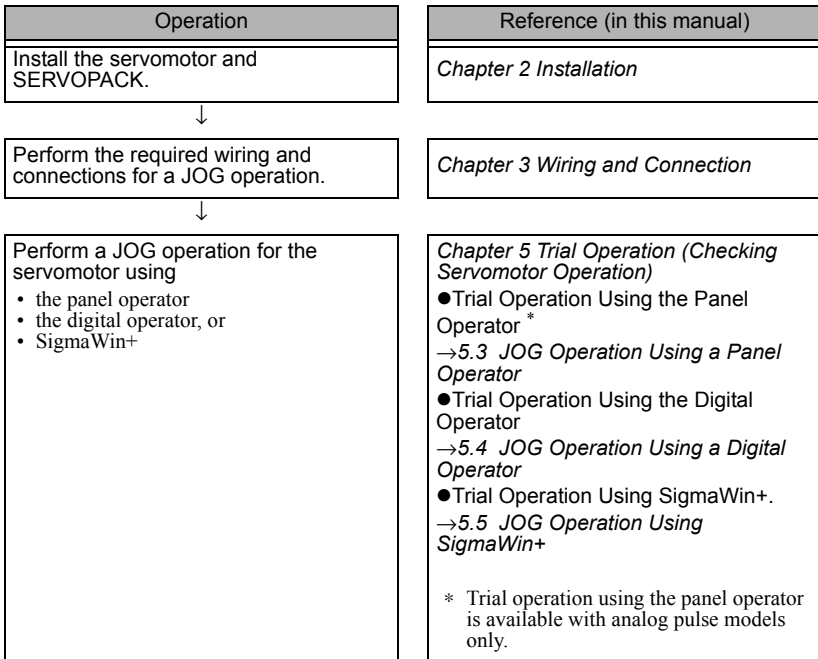 Operation
Reference (in this manual)
Install the servomotor and
SERVOPACK.
Chapter 2 Installation
↓
Perform the required wiring and
connections for a JOG operation.
Chapter 3 Wiring and Connection
↓
Perform a JOG operation for the
servomotor using
• the panel operator
• the digital operator, or
• SigmaWin+
Chapter 5 Trial Operation (Checking
Servomotor Operation)
●Trial Operation Using the Panel
Operator *
→5.3 JOG Operation Using a Panel
Operator
●Trial Operation Using the Digital
Operator
→5.4 JOG Operation Using a Digital
Operator
●Trial Operation Using SigmaWin+.
→5.5 JOG Operation Using
SigmaWin+
* Trial operation using the panel operator
is available with analog pulse models
only.